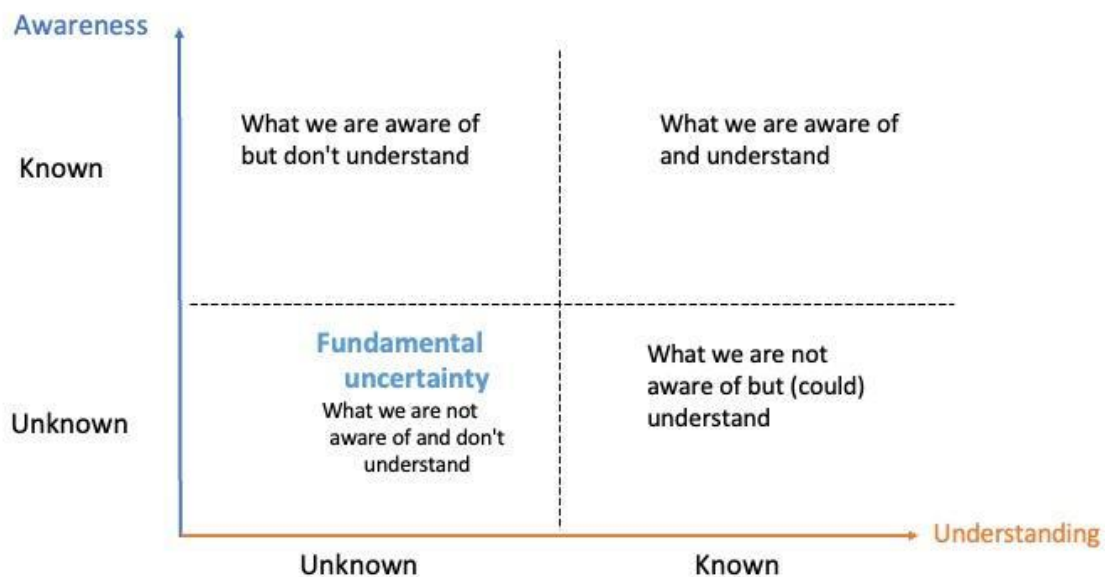 Awareness
Known
What we are aware of
but don't understand
What we are aware of
and understand
Unknown
Fundamental
uncertainty
What we are not
aware of and don't
understand
What we are not
aware of but (could)
understand
Understanding
Unknown
Known